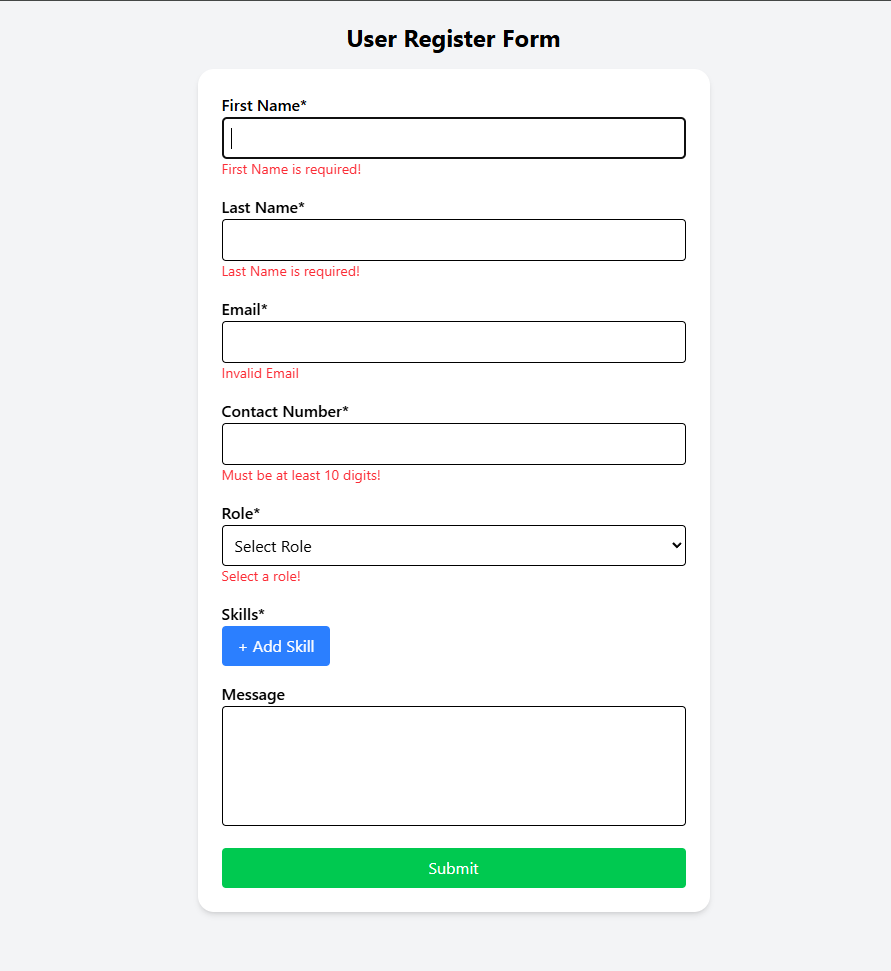 User Register Form
First Name*
First Name is required!
Last Name*
Last Name is required!
Email*
Invalid Email
Contact Number*
Must be at least 10 digits!
Role*
Select Role
Select a role!
Skills*
+ Add Skill
Message
Submit